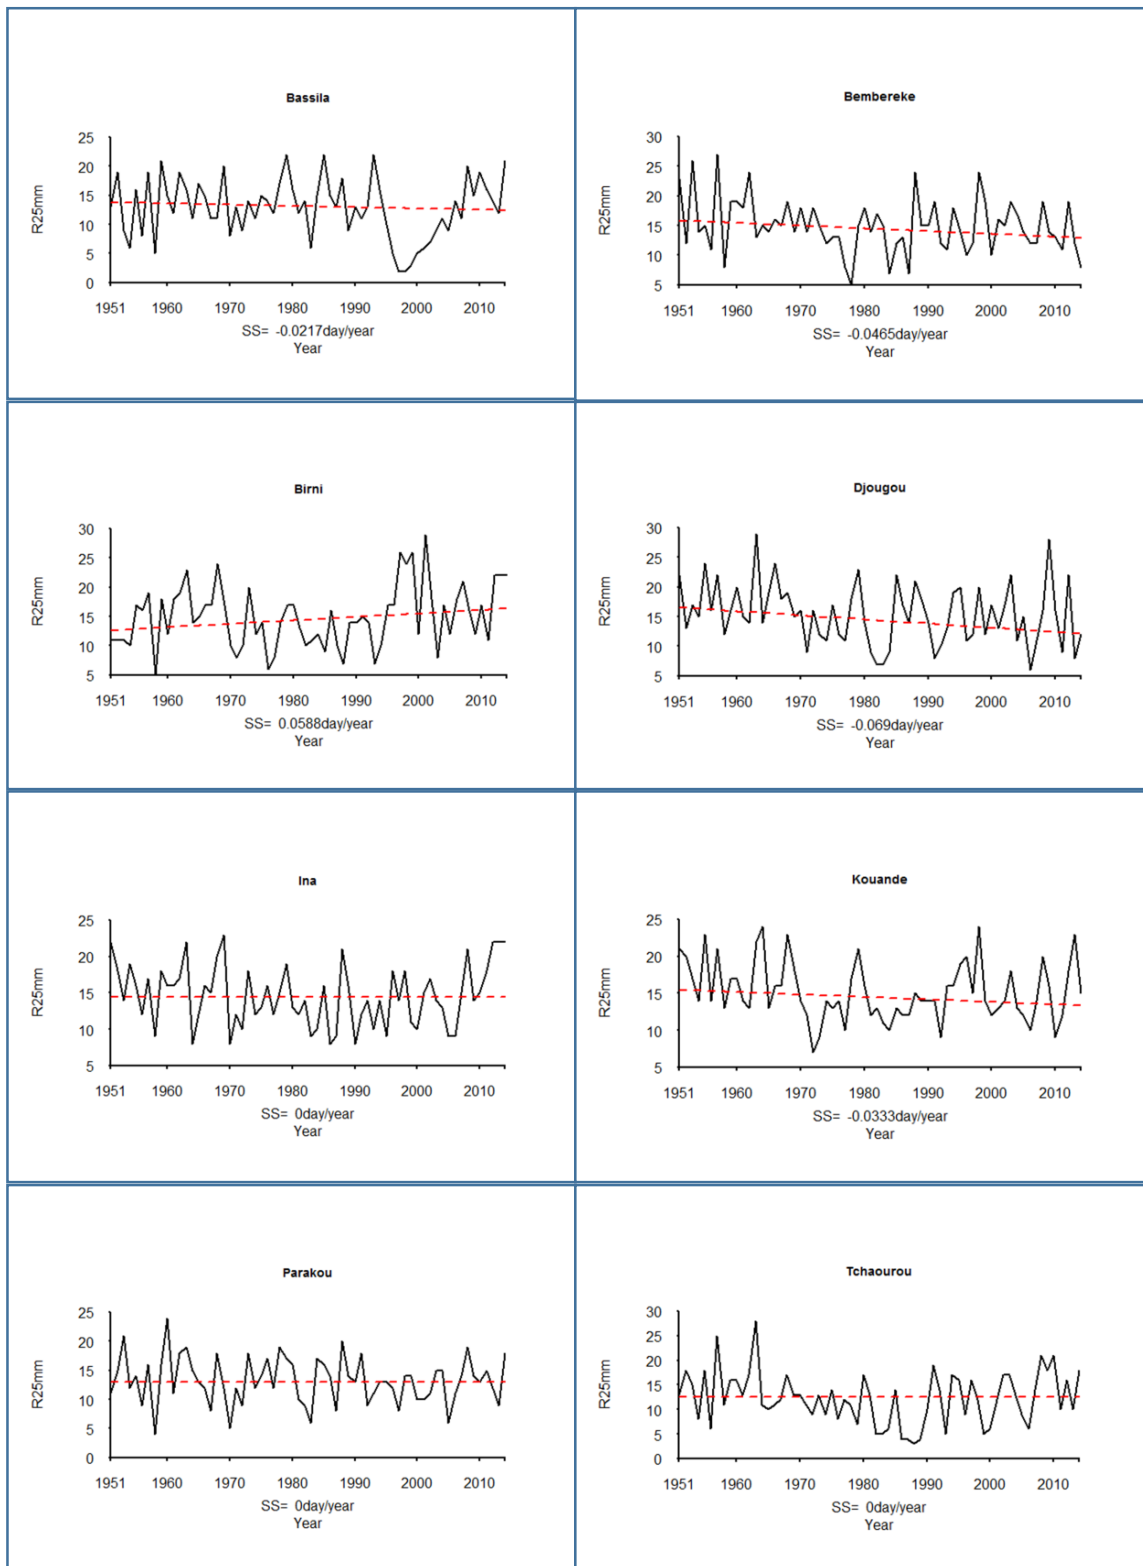 Bassila
R25mm
25
20
15
10
5
0
1951 1960 1970 1980 1990 2000 2010
SS= -0.0217day/year
Year
Bembereke
R25mm
30
25
20
15
10
5
1951 1960 1970 1980 1990 2000 2010
SS= -0.0465day/year
Year
Birni
R25mm
30
25
20
15
10
5
1951 1960 1970 1980 1990 2000 2010
SS= 0.0588day/year
Year
Djougou
R25mm
30
25
20
15
10
5
1951 1960 1970 1980 1990 2000 2010
SS= -0.069day/year
Year
Ina
R25mm
25
20
15
10
5
1951 1960 1970 1980 1990 2000 2010
SS= 0day/year
Year
Kouande
R25mm
25
20
15
10
5
1951 1960 1970 1980 1990 2000 2010
SS= -0.0333day/year
Year
Parakou
R25mm
25
20
15
10
5
0
1951 1960 1970 1980 1990 2000 2010
SS= 0day/year
Year
Tchaourou
R25mm
30
25
20
15
10
5
0
1951 1960 1970 1980 1990 2000 2010
SS= 0day/year
Year